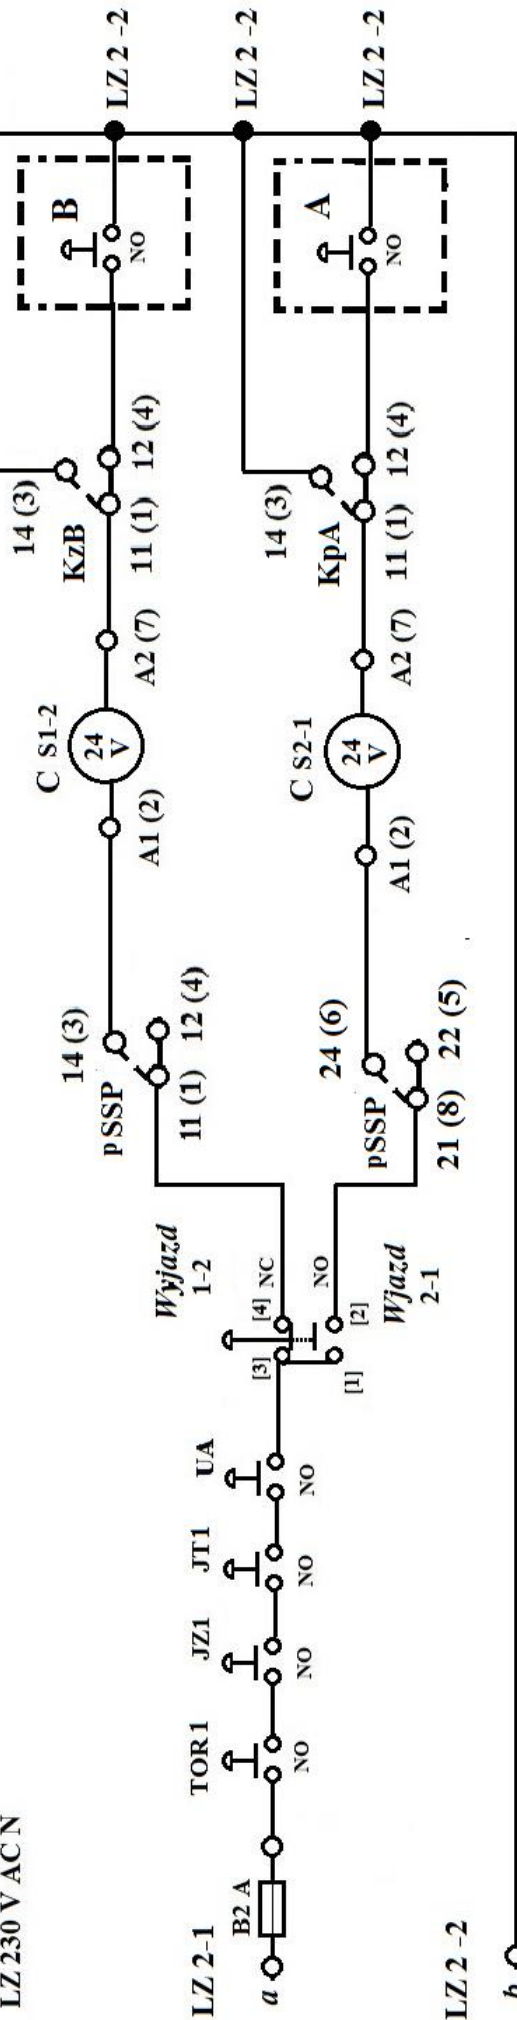 LZ 230 V AC N
LZ 2-1
a
B2 A
TOR1
NO
JZ1
NO
JT1
NO
UA
NO
[3]
[4]
NC
[1]
[2]
NO
Wyjazd
1-2
Wjazd
2-1
pSSP
14 (3)
11 (1)
12 (4)
A1 (2)
C S1-2
24
V
A2 (7)
KzB
14 (3)
11 (1)
12 (4)
B
NO
LZ 2 -2
LZ 2 -2
pSSP
24 (6)
21 (8)
22 (5)
A1 (2)
C S2-1
24
V
A2 (7)
KpA
14 (3)
11 (1)
12 (4)
A
NO
LZ 2 -2
LZ 2 -2
b